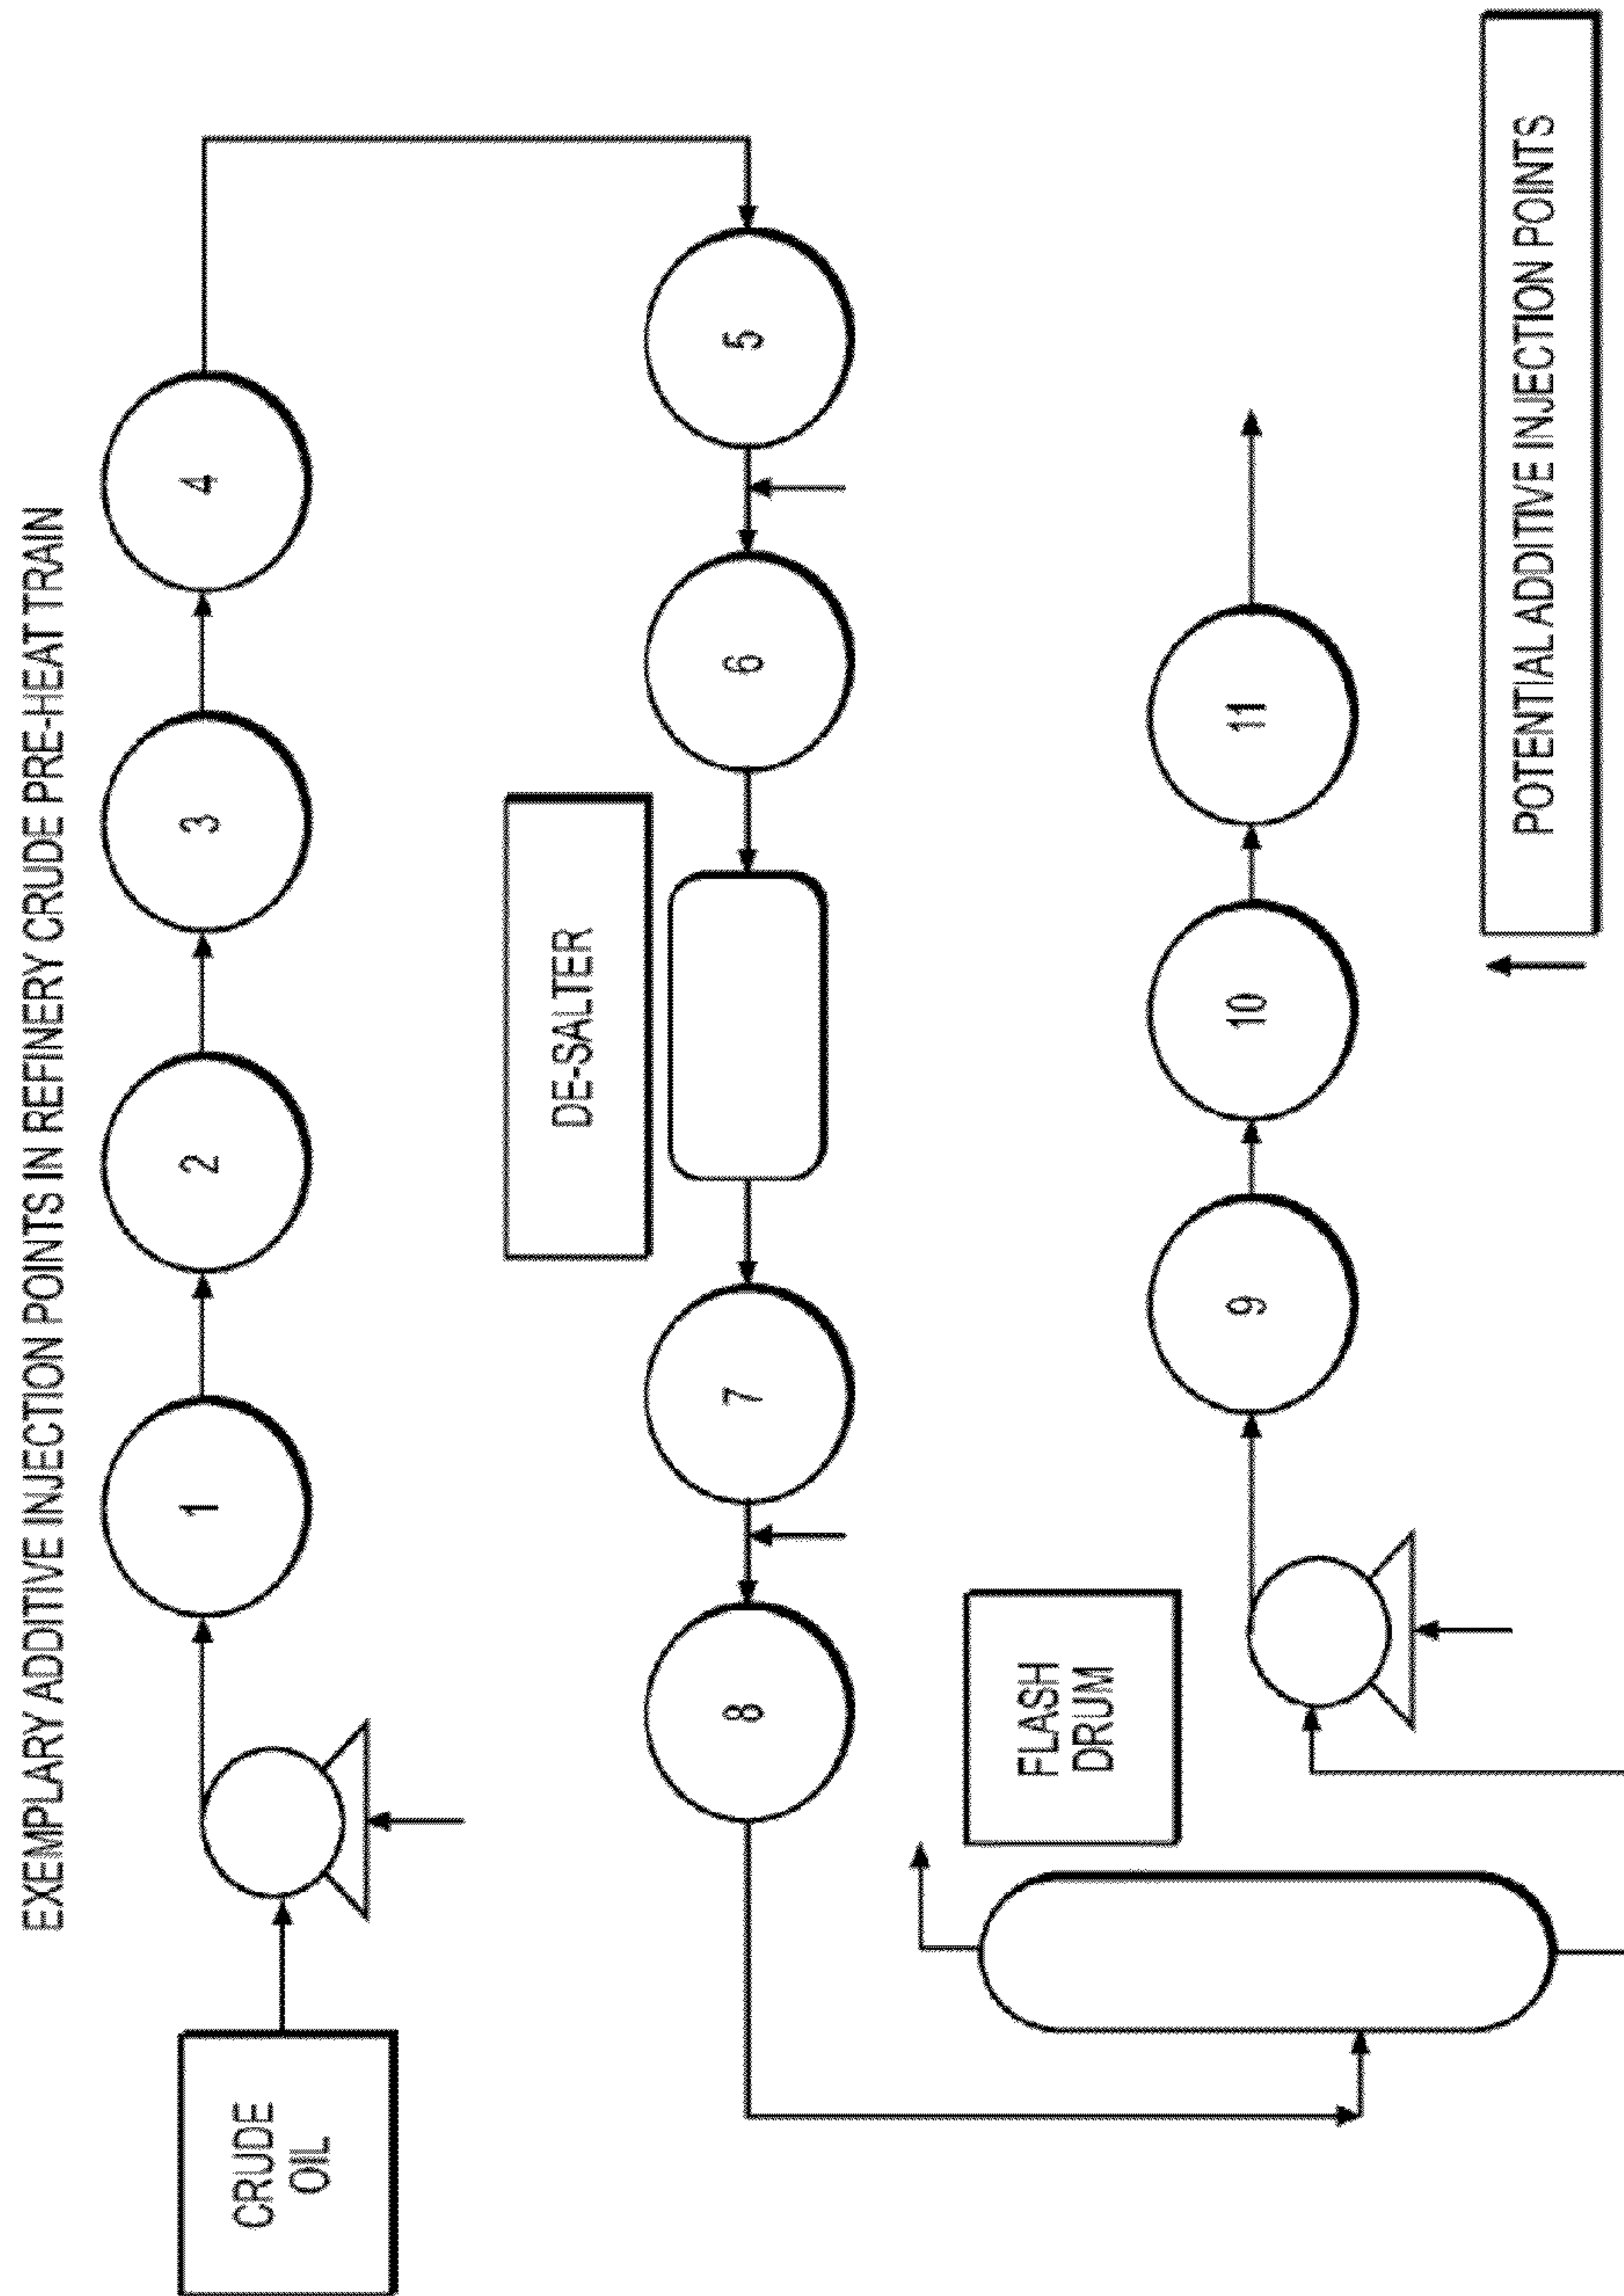 EXEMPLARY ADDITIVE INJECTION POINTS IN REFINERY CRUDE PRE-HEAT TRAIN
CRUDE
OIL
1
2
3
4
DE-SALTER
8
7
6
5
FLASH
DRUM
9
10
11
POTENTIAL ADDITIVE INJECTION POINTS